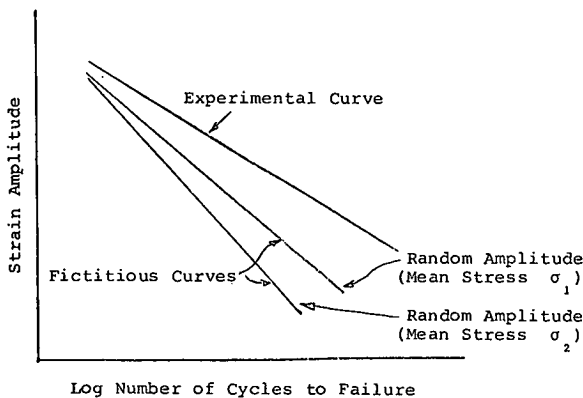 Strain Amplitude
Experimental Curve
Fictitious Curves
Random Amplitude
(Mean Stress σ1)
Random Amplitude
(Mean Stress σ2)
Log Number of Cycles to Failure